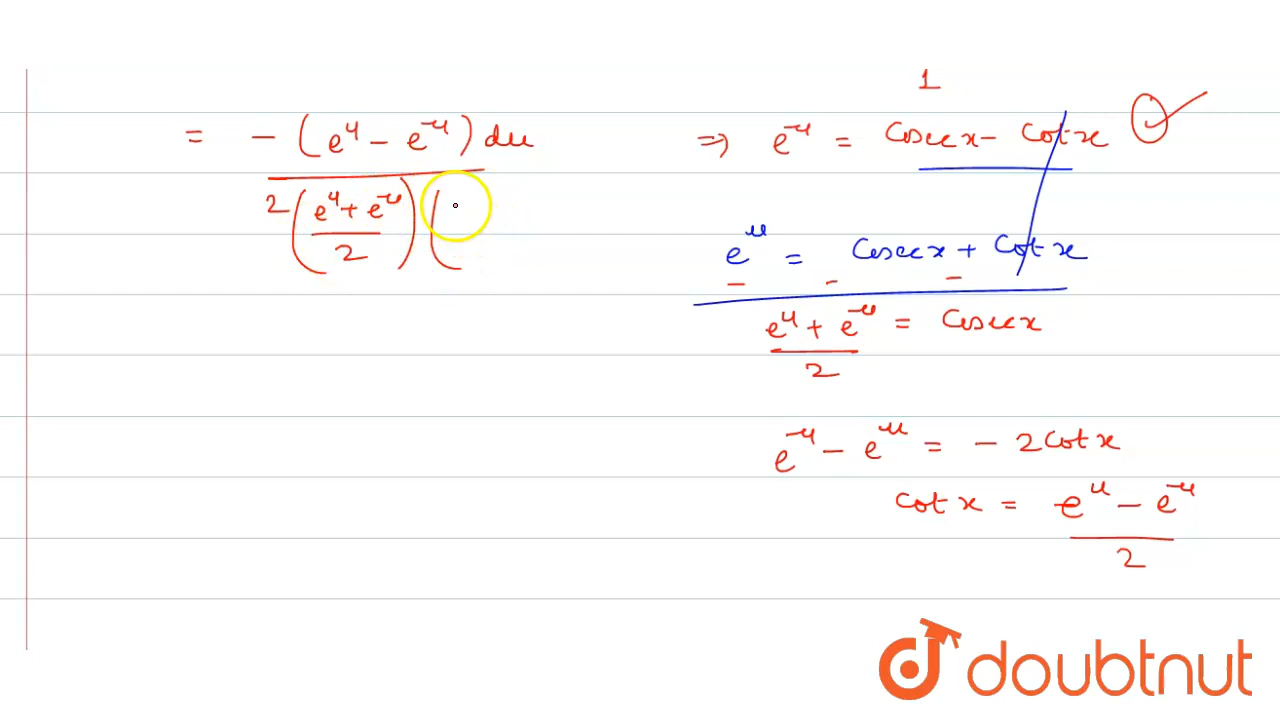 = - (e^u - e^-u) du
2 (e^u + e^-u / 2) (
1
⇒ e^-u = cosec x - cot x
e^u = cosec x + cot x
- - -
e^u + e^-u / 2 = cosec x
e^-u - e^u = - 2 cot x
cot x = e^u - e^-u / 2
doubtnut